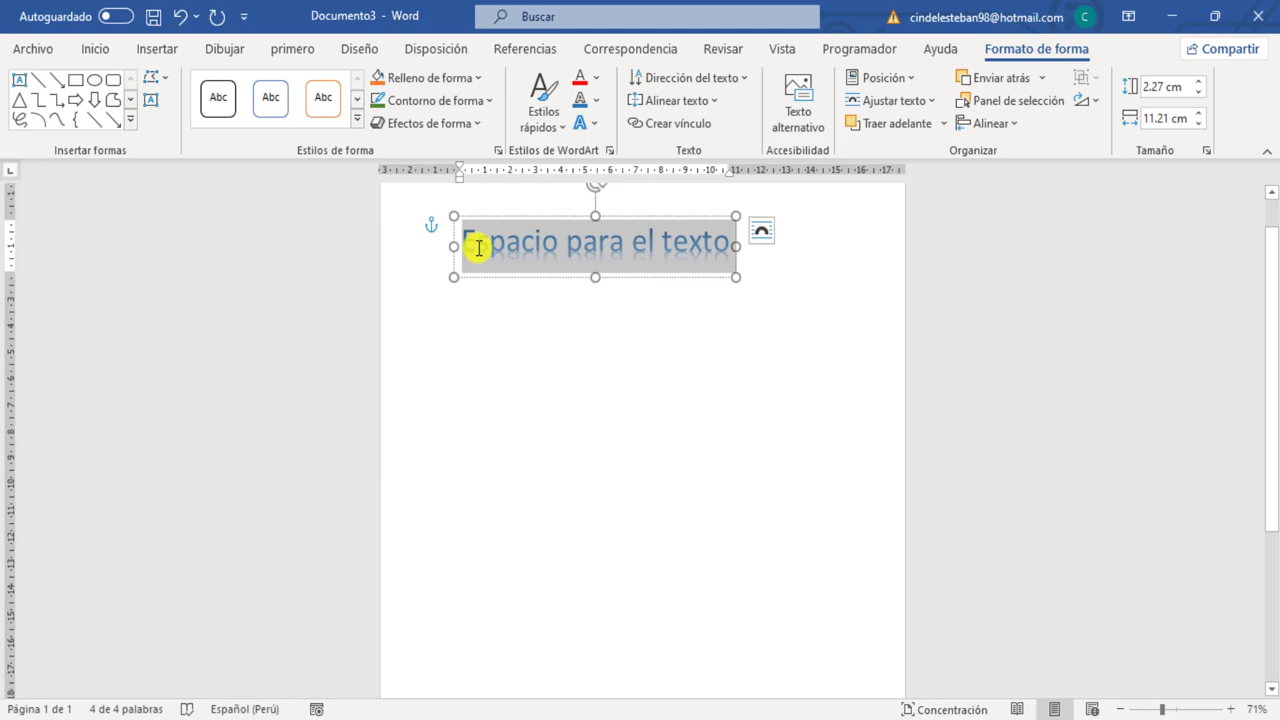 Autoguardado
Documento3 - Word
Buscar
cindelesteban98@hotmail.com
C
Archivo Inicio Insertar Dibujar primero Diseño Disposición Referencias Correspondencia Revisar Vista Programador Ayuda Formato de forma Compartir
Abc Abc Abc
Relleno de forma
Contorno de forma
Efectos de forma
Estilos rápidos
Dirección del texto
Alinear texto
Crear vínculo
Texto alternativo
Posición
Ajustar texto
Traer adelante
Enviar atrás
Panel de selección
Alinear
2.27 cm
11.21 cm
Insertar formas Estilos de forma Estilos de WordArt Texto Accesibilidad Organizar Tamaño
Espacio para el texto
Página 1 de 1 4 de 4 palabras Español (Perú) Concentración 71%